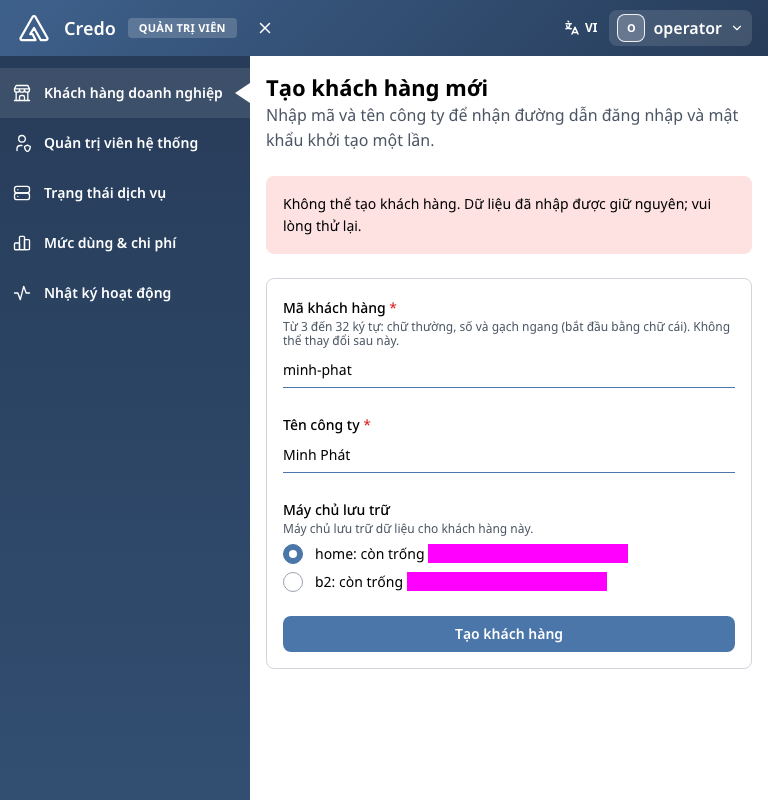 Credo
QUẢN TRỊ VIÊN
VI
O
operator
Khách hàng doanh nghiệp
Quản trị viên hệ thống
Trạng thái dịch vụ
Mức dùng & chi phí
Nhật ký hoạt động
Tạo khách hàng mới
Nhập mã và tên công ty để nhận đường dẫn đăng nhập và mật
khẩu khởi tạo một lần.
Không thể tạo khách hàng. Dữ liệu đã nhập được giữ nguyên; vui
lòng thử lại.
Mã khách hàng *
Từ 3 đến 32 ký tự: chữ thường, số và gạch ngang (bắt đầu bằng chữ cái). Không
thể thay đổi sau này.
minh-phat
Tên công ty *
Minh Phát
Máy chủ lưu trữ
Máy chủ lưu trữ dữ liệu cho khách hàng này.
home: còn trống
b2: còn trống
Tạo khách hàng